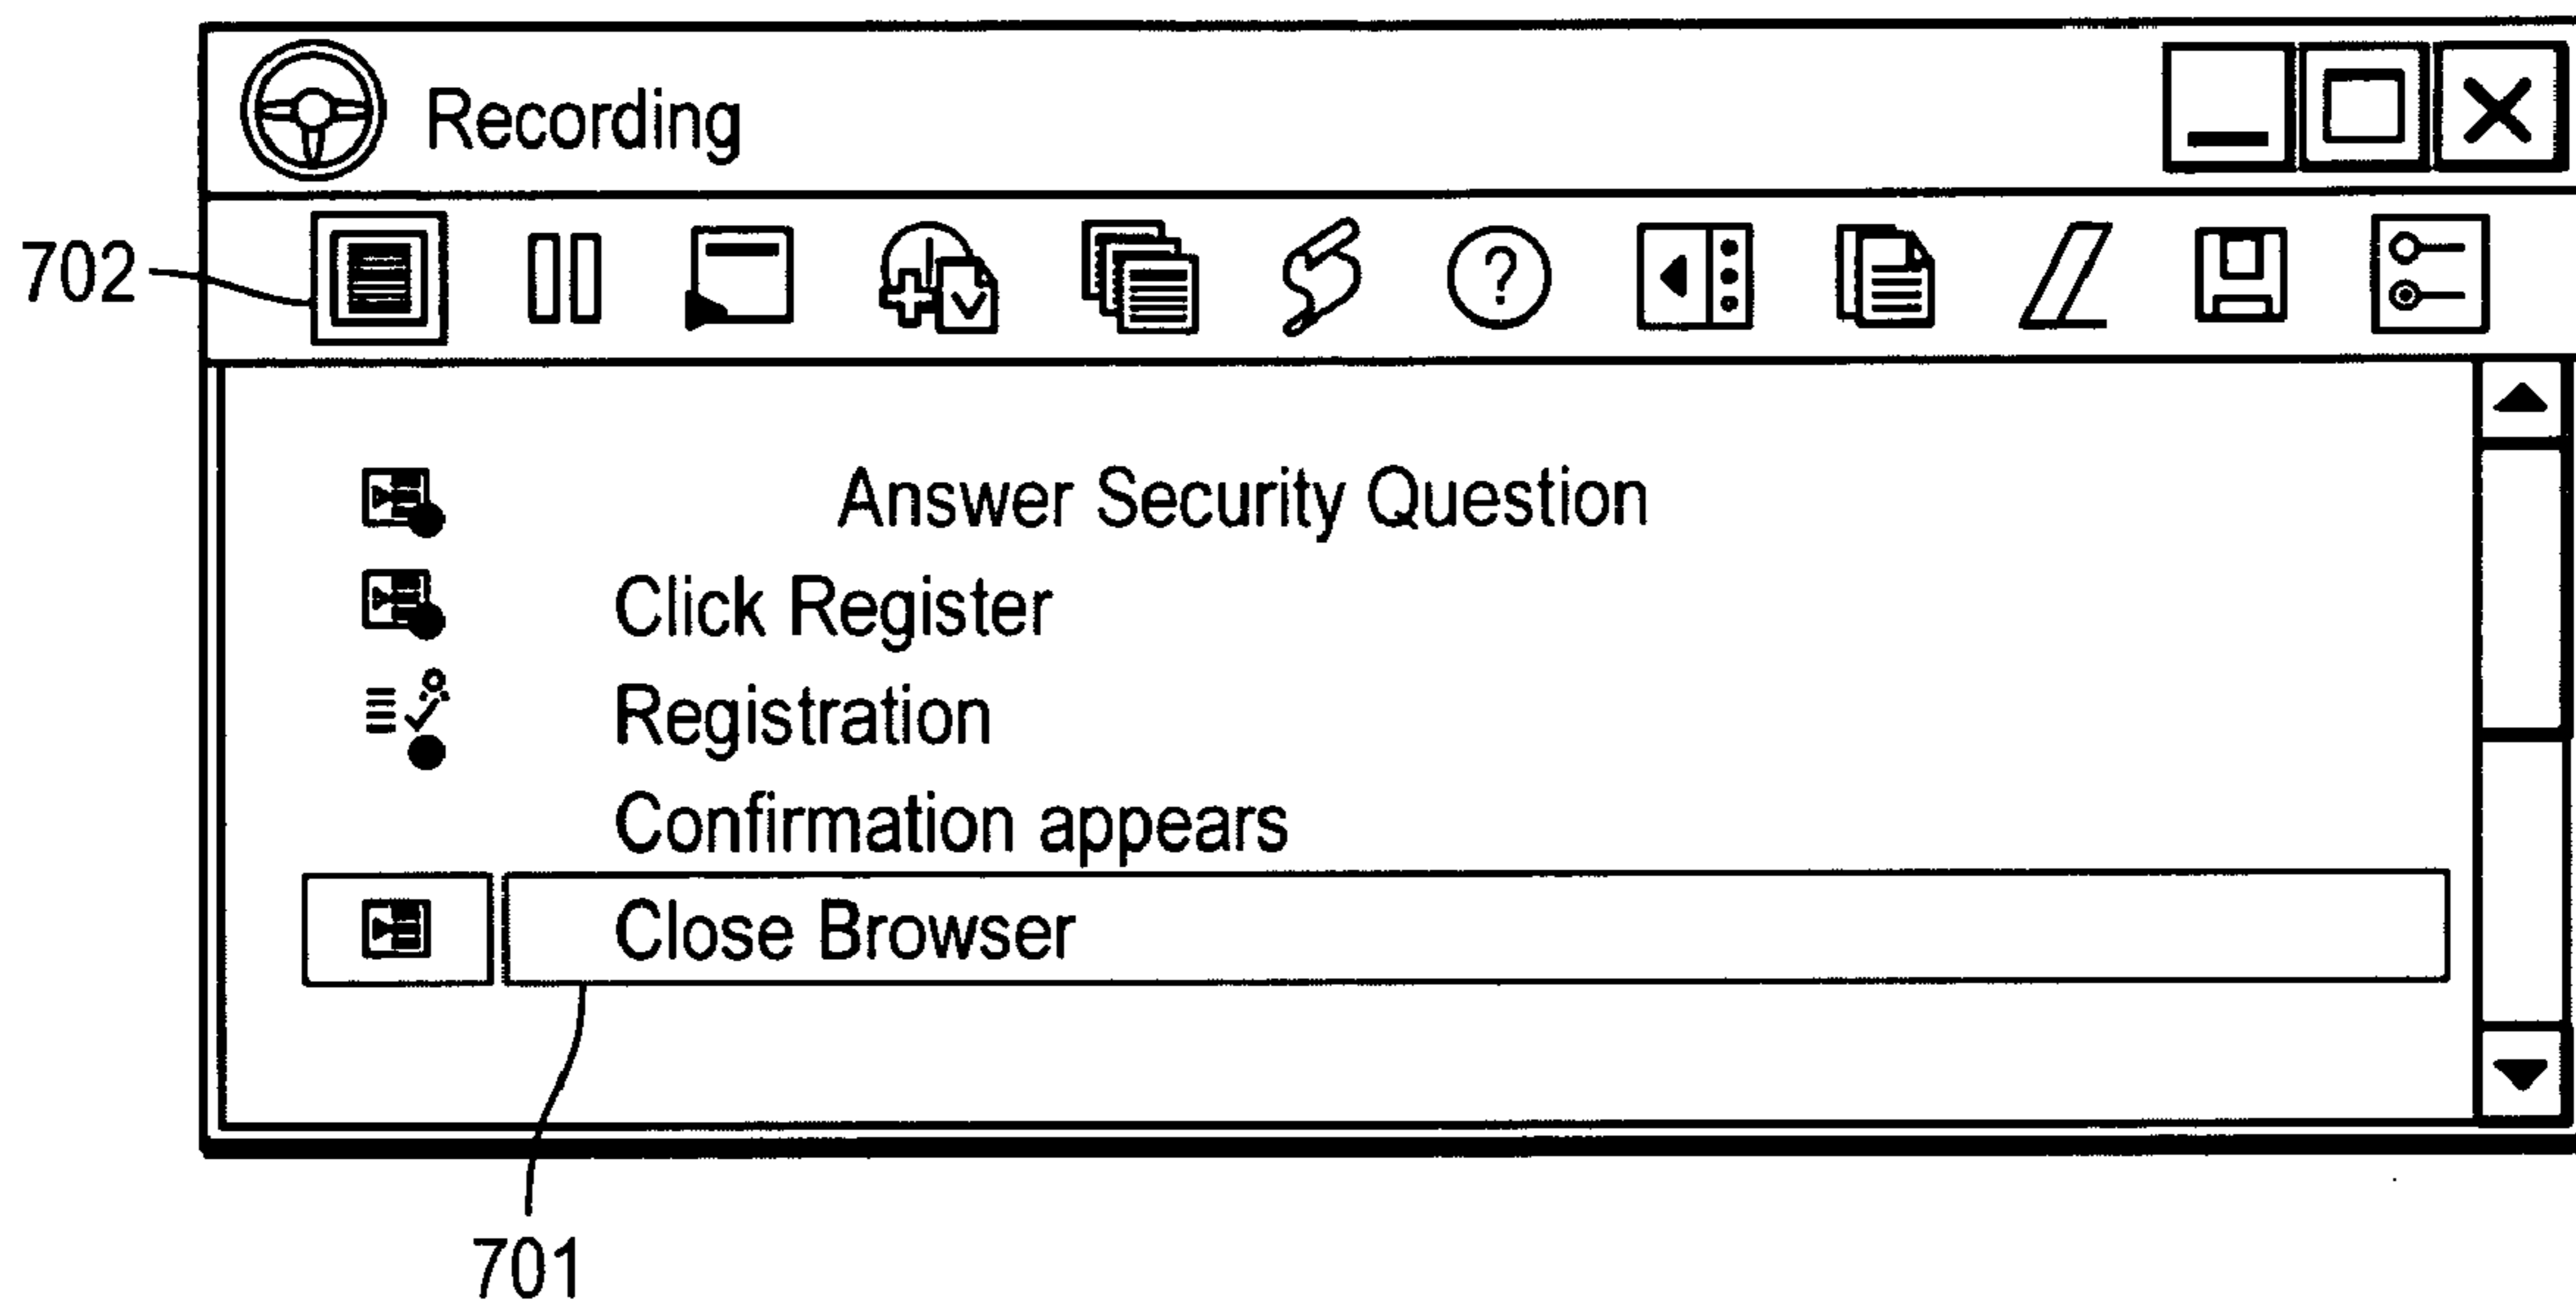 Recording
702
?
Answer Security Question
Click Register
Registration
Confirmation appears
Close Browser
701